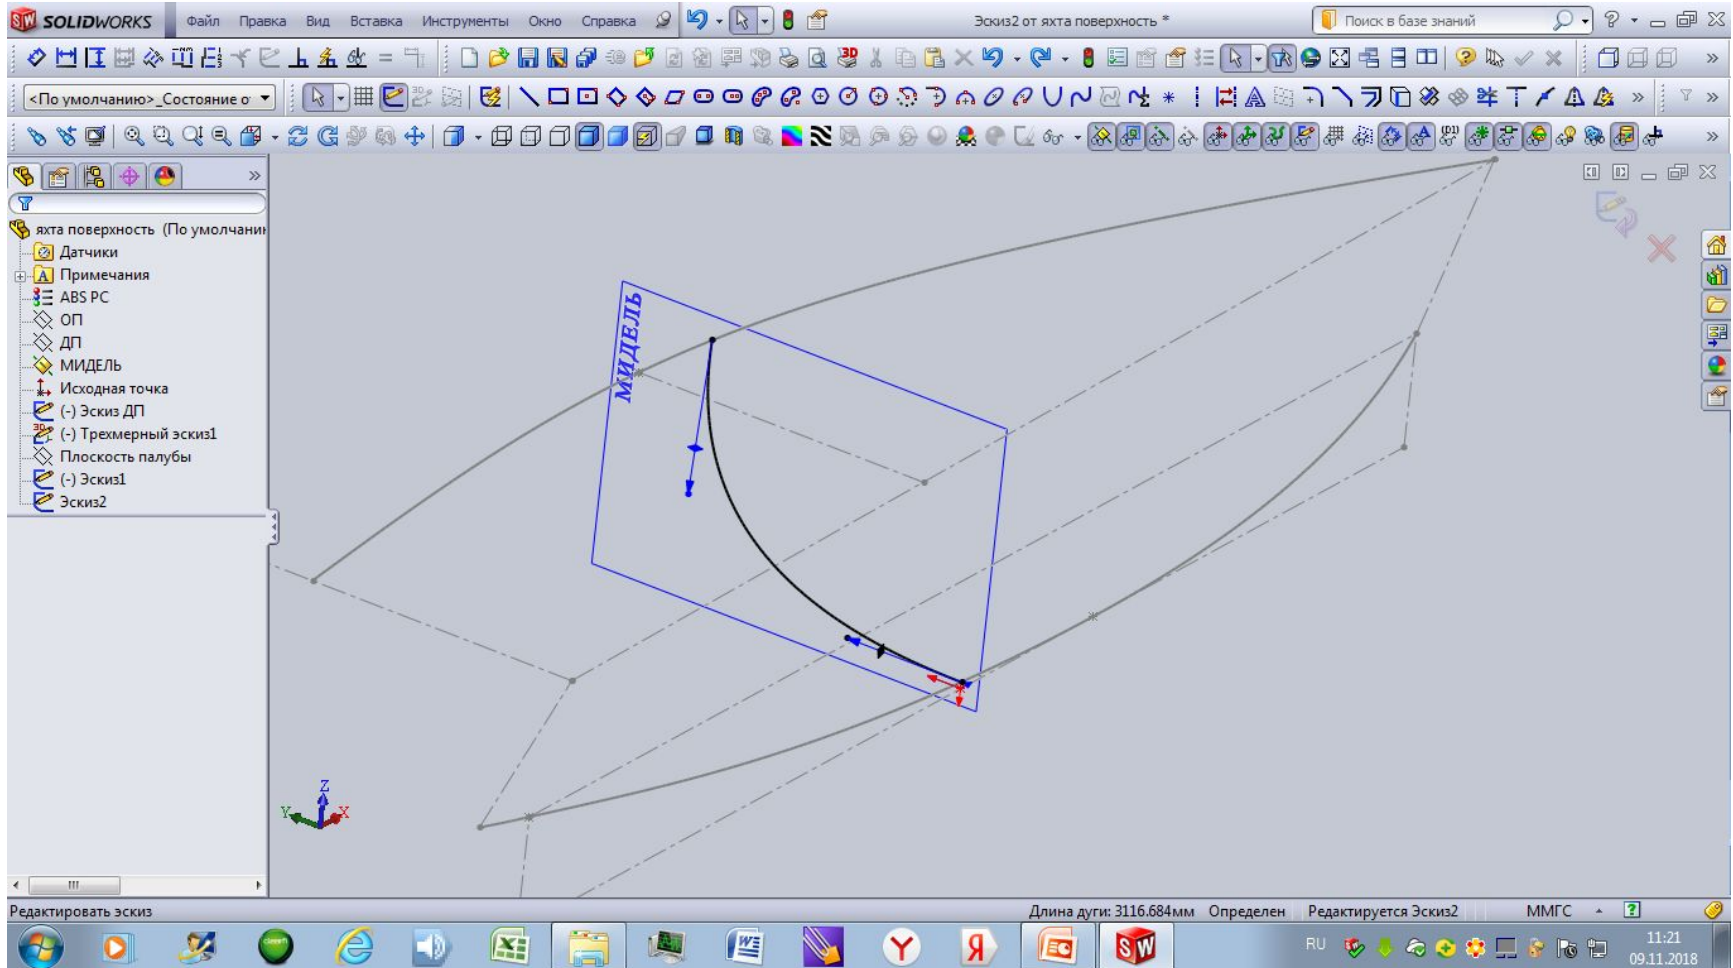 SOLIDWORKS Файл Правка Вид Вставка Инструменты Окно Справка Эскиз2 от яхта поверхность * Поиск в базе знаний
<По умолчанию>_Состояние о
яхта поверхность (По умолчани
Датчики
Примечания
ABS PC
ОП
ДП
МИДЕЛЬ
Исходная точка
(-) Эскиз ДП
(-) Трехмерный эскиз1
Плоскость палубы
(-) Эскиз1
Эскиз2
МИДЕЛЬ
Z
Y
X
Редактировать эскиз Длина дуги: 3116.684мм Определен Редактируется Эскиз2 ММГС
RU 11:21
09.11.2018